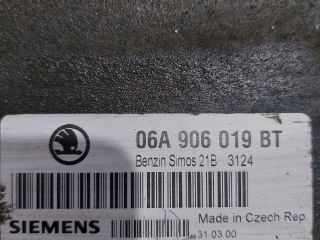 06A 906 019 BT
Benzin Simos 21B 3124
SIEMENS
Made in Czech Rep.
31 03 00